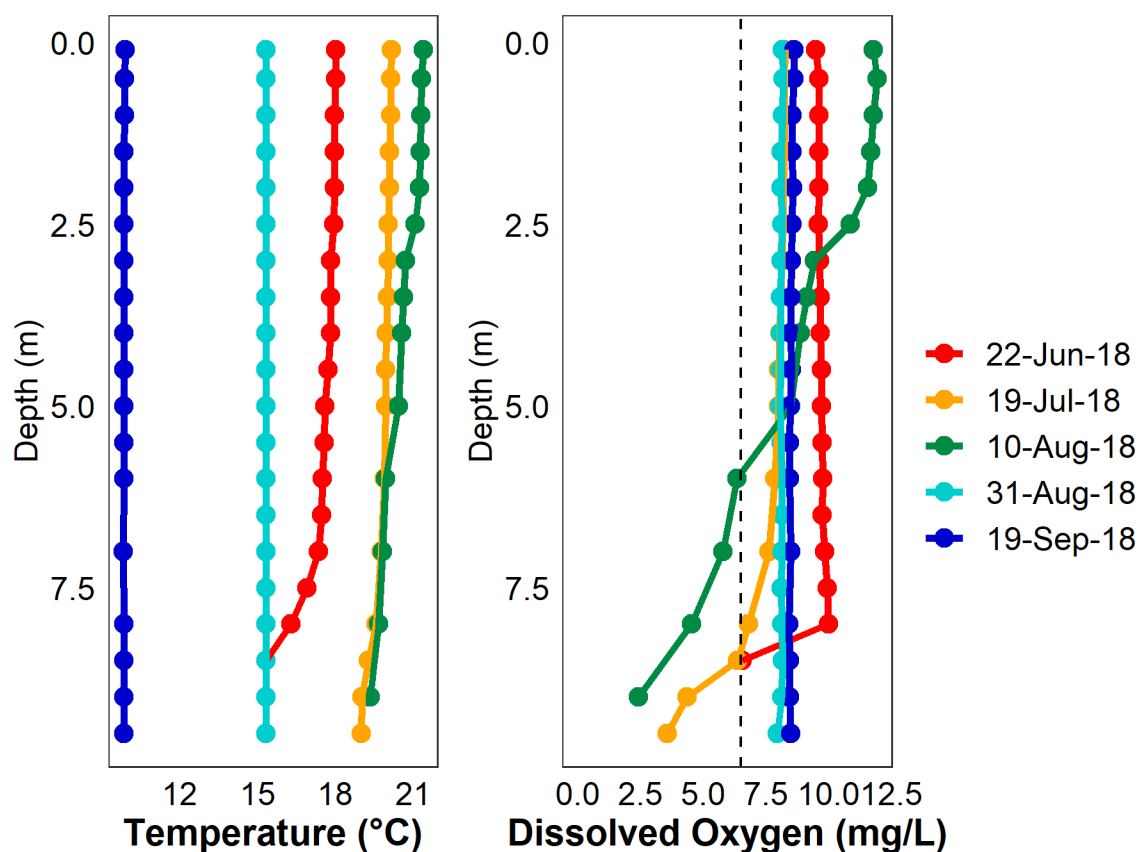 0.0
2.5
5.0
7.5
Depth (m)
12 15 18 21
Temperature (°C)
0.0
2.5
5.0
7.5
Depth (m)
0.0 2.5 5.0 7.5 10.0 12.5
Dissolved Oxygen (mg/L)
22-Jun-18
19-Jul-18
10-Aug-18
31-Aug-18
19-Sep-18